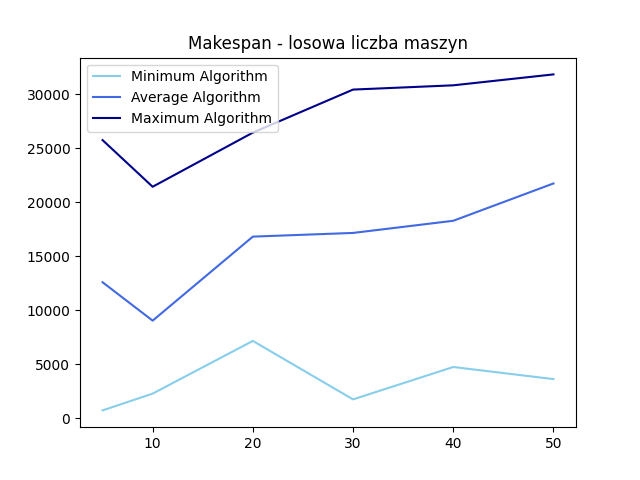 Makespan - losowa liczba maszyn
Minimum Algorithm
Average Algorithm
Maximum Algorithm
30000
25000
20000
15000
10000
5000
0
10 20 30 40 50